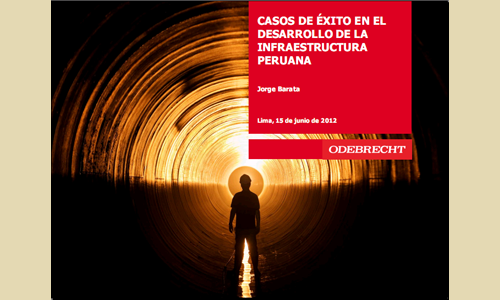 CASOS DE ÉXITO EN EL
DESARROLLO DE LA
INFRAESTRUCTURA
PERUANA
Jorge Barata
Lima, 15 de junio de 2012
ODEBRECHT